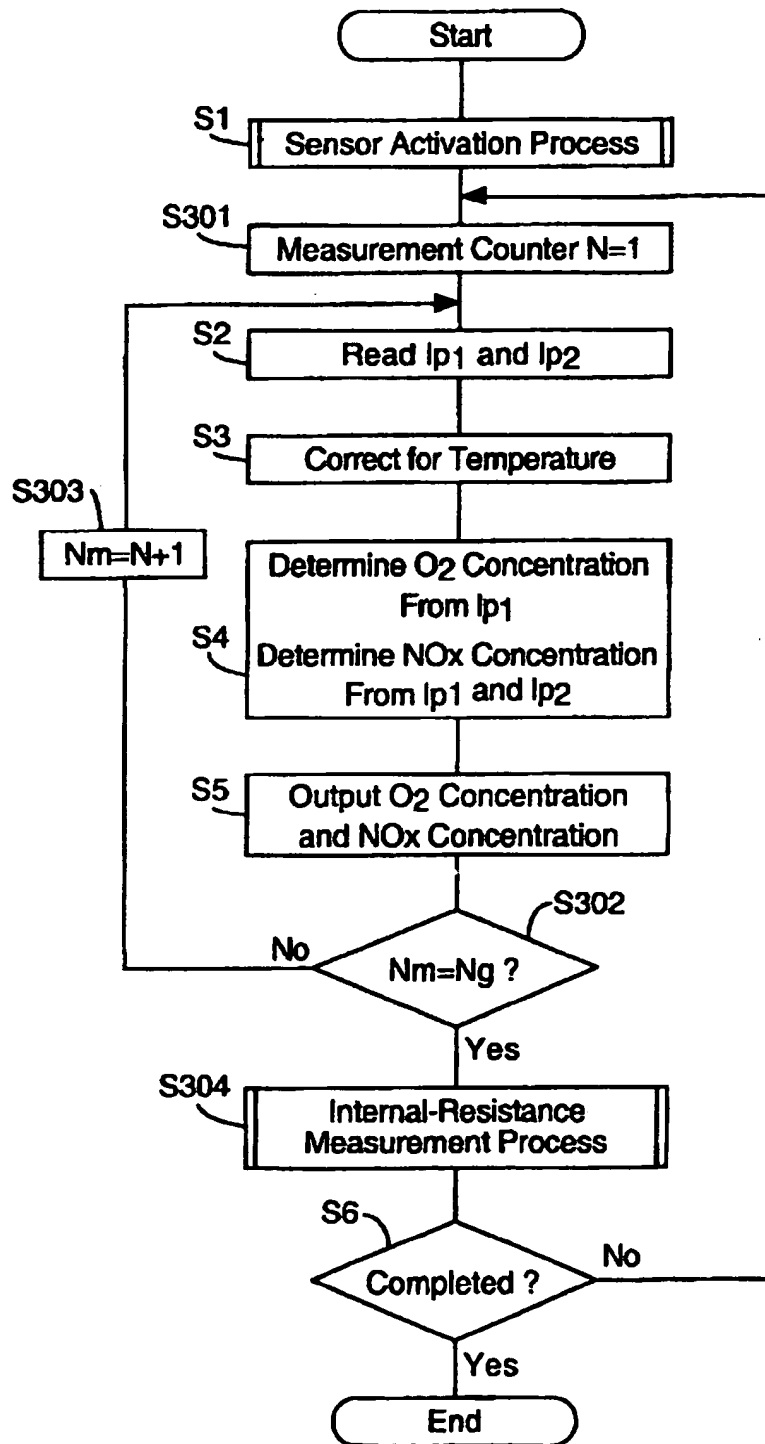 Start
S1
Sensor Activation Process
S301
Measurement Counter N=1
S2
Read Ip1 and Ip2
S3
Correct for Temperature
S303
Nm=N+1
S4
Determine O2 Concentration
From Ip1
Determine NOx Concentration
From Ip1 and Ip2
S5
Output O2 Concentration
and NOx Concentration
S302
No
Nm=Ng ?
Yes
S304
Internal-Resistance
Measurement Process
S6
No
Completed ?
Yes
End